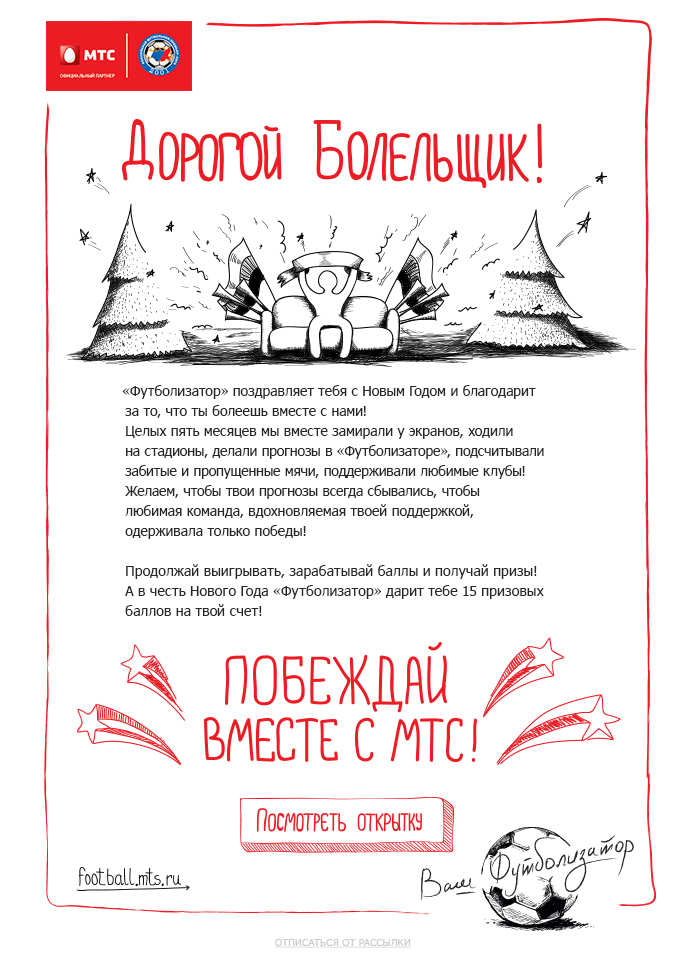 МТС
ОФИЦИАЛЬНЫЙ ПАРТНЕР
2001
Дорогой Болельщик!
«Футболизатор» поздравляет тебя с Новым Годом и благодарит
за то, что ты болеешь вместе с нами!
Целых пять месяцев мы вместе замирали у экранов, ходили
на стадионы, делали прогнозы в «Футболизаторе», подсчитывали
забитые и пропущенные мячи, поддерживали любимые клубы!
Желаем, чтобы твои прогнозы всегда сбывались, чтобы
любимая команда, вдохновляемая твоей поддержкой,
одерживала только победы!
Продолжай выигрывать, зарабатывай баллы и получай призы!
А в честь Нового Года «Футболизатор» дарит тебе 15 призовых
баллов на твой счет!
ПОБЕЖДАЙ
ВМЕСТЕ С МТС!
Посмотреть открытку
football.mts.ru
Ваш Футболизатор
ОТПИСАТЬСЯ ОТ РАССЫЛКИ